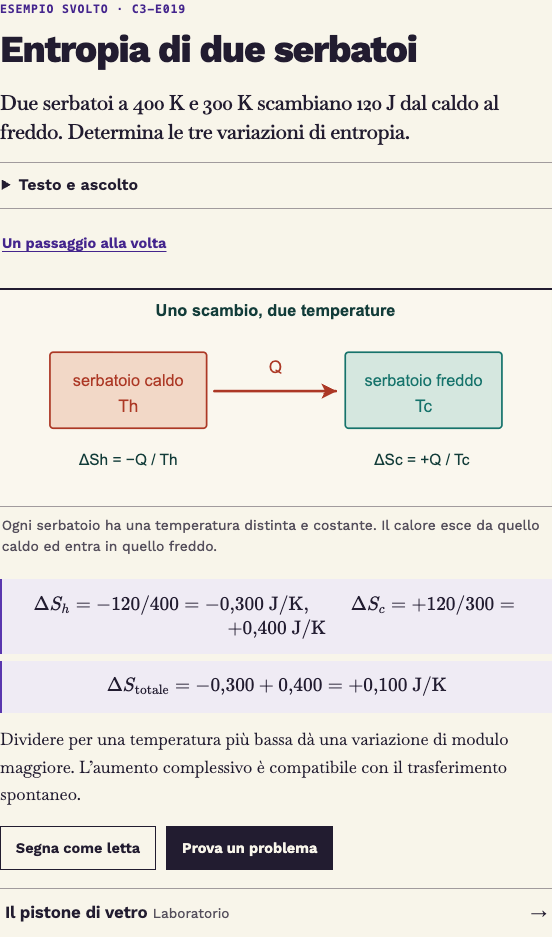 ESEMPIO SVOLTO · C3–E019
Entropia di due serbatoi
Due serbatoi a 400 K e 300 K scambiano 120 J dal caldo al
freddo. Determina le tre variazioni di entropia.
▶ Testo e ascolto
Un passaggio alla volta
Uno scambio, due temperature
serbatoio caldo
Th
Q
serbatoio freddo
Tc
ΔSh = −Q / Th
ΔSc = +Q / Tc
Ogni serbatoio ha una temperatura distinta e costante. Il calore esce da quello
caldo ed entra in quello freddo.
ΔS_h = −120/400 = −0,300 J/K, ΔS_c = +120/300 =
+0,400 J/K
ΔS_totale = −0,300 + 0,400 = +0,100 J/K
Dividere per una temperatura più bassa dà una variazione di modulo
maggiore. L’aumento complessivo è compatibile con il trasferimento
spontaneo.
Segna come letta
Prova un problema
Il pistone di vetro Laboratorio →